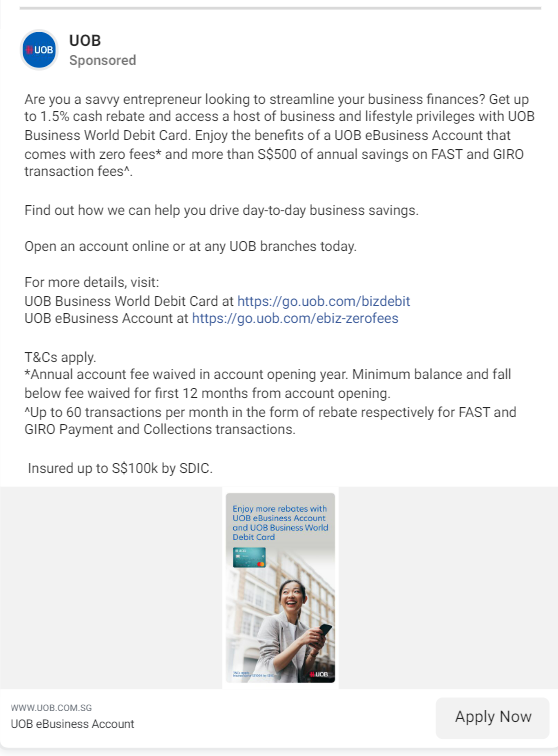 UOB
UOB
Sponsored
Are you a savvy entrepreneur looking to streamline your business finances? Get up
to 1.5% cash rebate and access a host of business and lifestyle privileges with UOB
Business World Debit Card. Enjoy the benefits of a UOB eBusiness Account that
comes with zero fees* and more than S$500 of annual savings on FAST and GIRO
transaction fees^.
Find out how we can help you drive day-to-day business savings.
Open an account online or at any UOB branches today.
For more details, visit:
UOB Business World Debit Card at https://go.uob.com/bizdebit
UOB eBusiness Account at https://go.uob.com/ebiz-zerofees
T&Cs apply.
*Annual account fee waived in account opening year. Minimum balance and fall
below fee waived for first 12 months from account opening.
^Up to 60 transactions per month in the form of rebate respectively for FAST and
GIRO Payment and Collections transactions.
Insured up to S$100k by SDIC.
Enjoy more rebates with
UOB eBusiness Account
and UOB Business World
Debit Card
UOB
WWW.UOB.COM.SG
UOB eBusiness Account
Apply Now